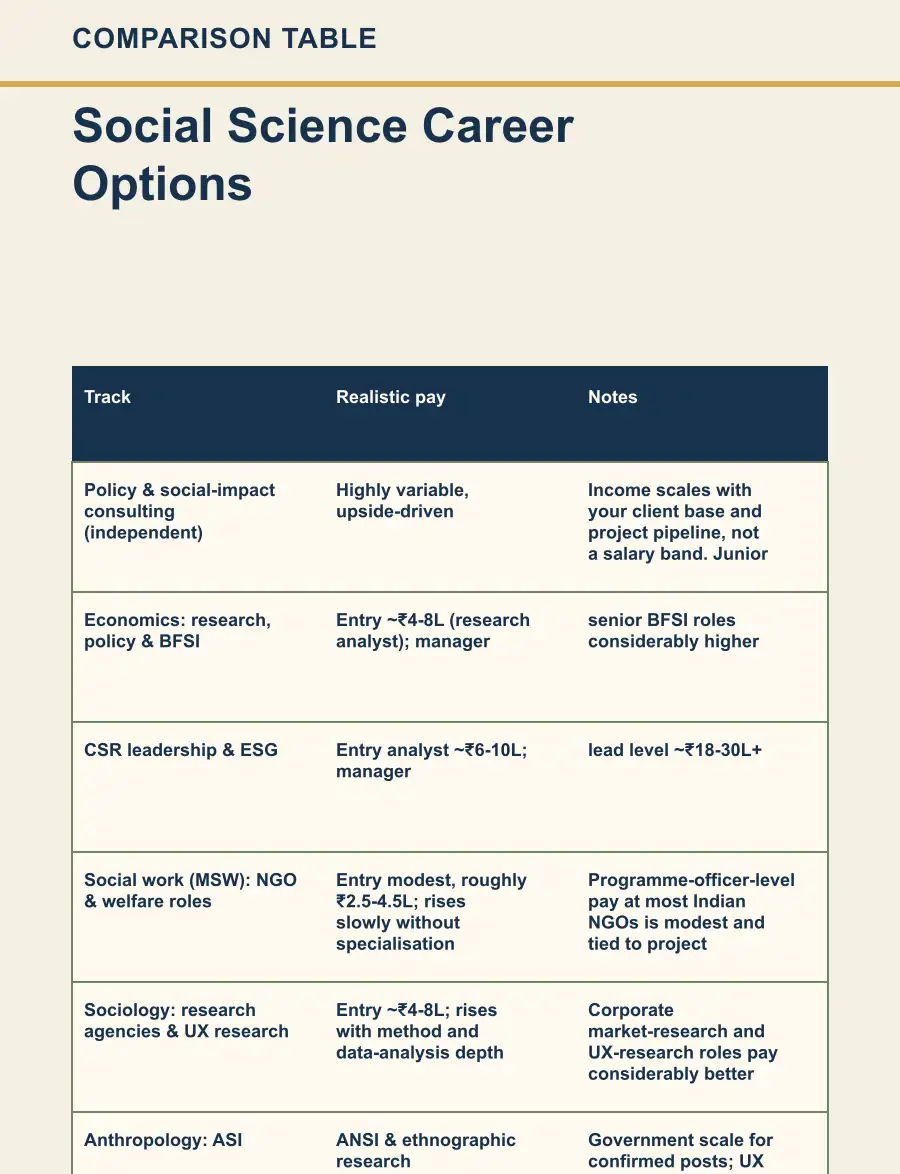 COMPARISON TABLE
Social Science Career
Options
Track
Realistic pay
Notes
Policy & social-impact
consulting
(independent)
Highly variable,
upside-driven
Income scales with
your client base and
project pipeline, not
a salary band. Junior
Economics: research,
policy & BFSI
Entry ~₹4-8L (research
analyst); manager
senior BFSI roles
considerably higher
CSR leadership & ESG
Entry analyst ~₹6-10L;
manager
lead level ~₹18-30L+
Social work (MSW): NGO
& welfare roles
Entry modest, roughly
₹2.5-4.5L; rises
slowly without
specialisation
Programme-officer-level
pay at most Indian
NGOs is modest and
tied to project
Sociology: research
agencies & UX research
Entry ~₹4-8L; rises
with method and
data-analysis depth
Corporate
market-research and
UX-research roles pay
considerably better
Anthropology: ASI
ANSI & ethnographic
research
Government scale for
confirmed posts; UX